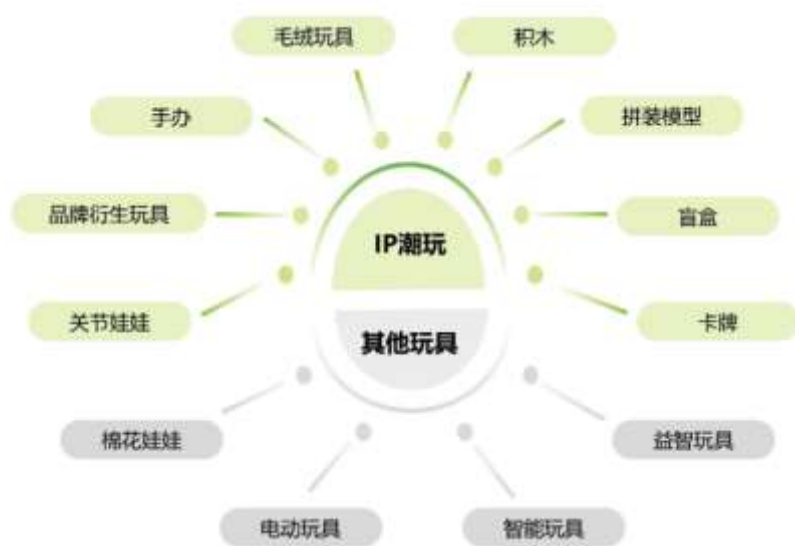 毛绒玩具
积木
手办
拼装模型
品牌衍生玩具
盲盒
IP潮玩
关节娃娃
卡牌
其他玩具
棉花娃娃
益智玩具
电动玩具
智能玩具